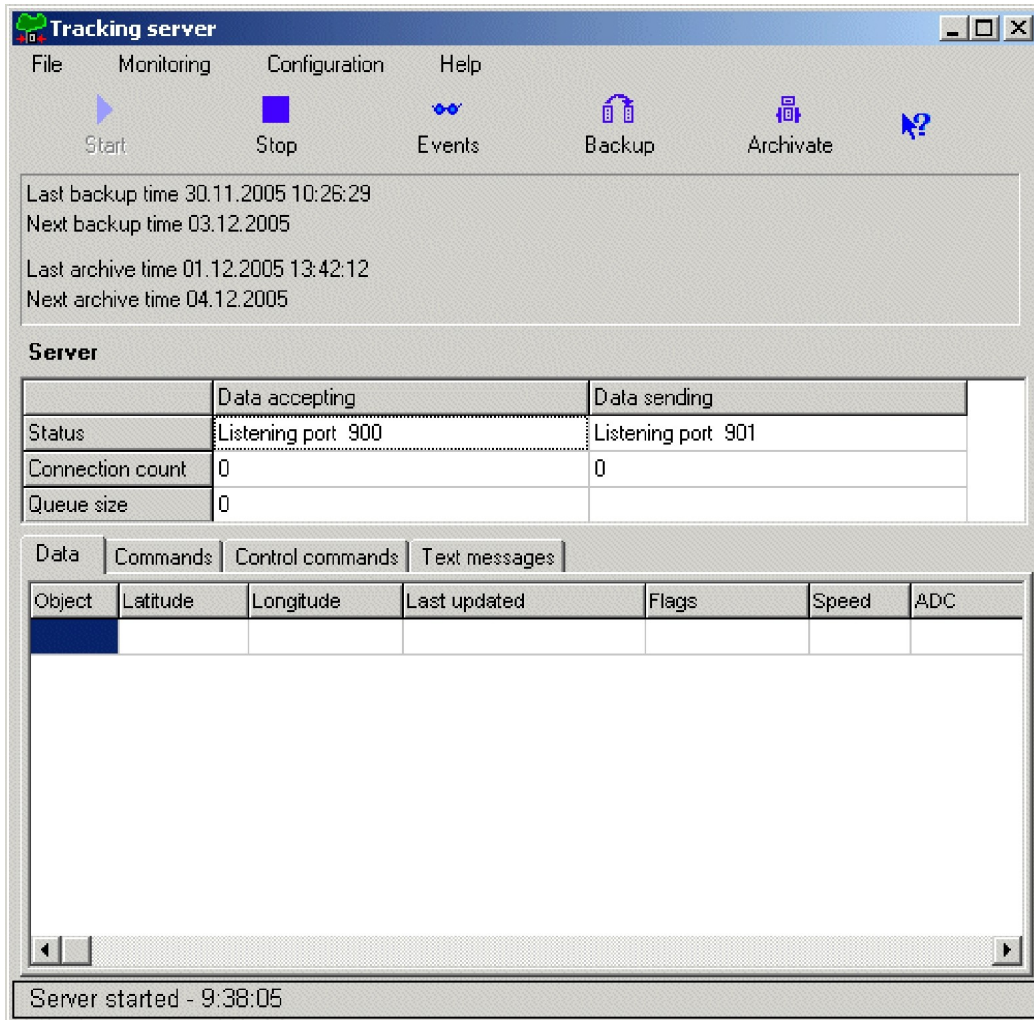 Tracking server
File Monitoring Configuration Help
Start Stop Events Backup Archivate
Last backup time 30.11.2005 10:26:29
Next backup time 03.12.2005
Last archive time 01.12.2005 13:42:12
Next archive time 04.12.2005
Server
Data accepting Data sending
Status Listening port 900 Listening port 901
Connection count 0 0
Queue size 0
Data Commands Control commands Text messages
Object Latitude Longitude Last updated Flags Speed ADC
Server started - 9:38:05